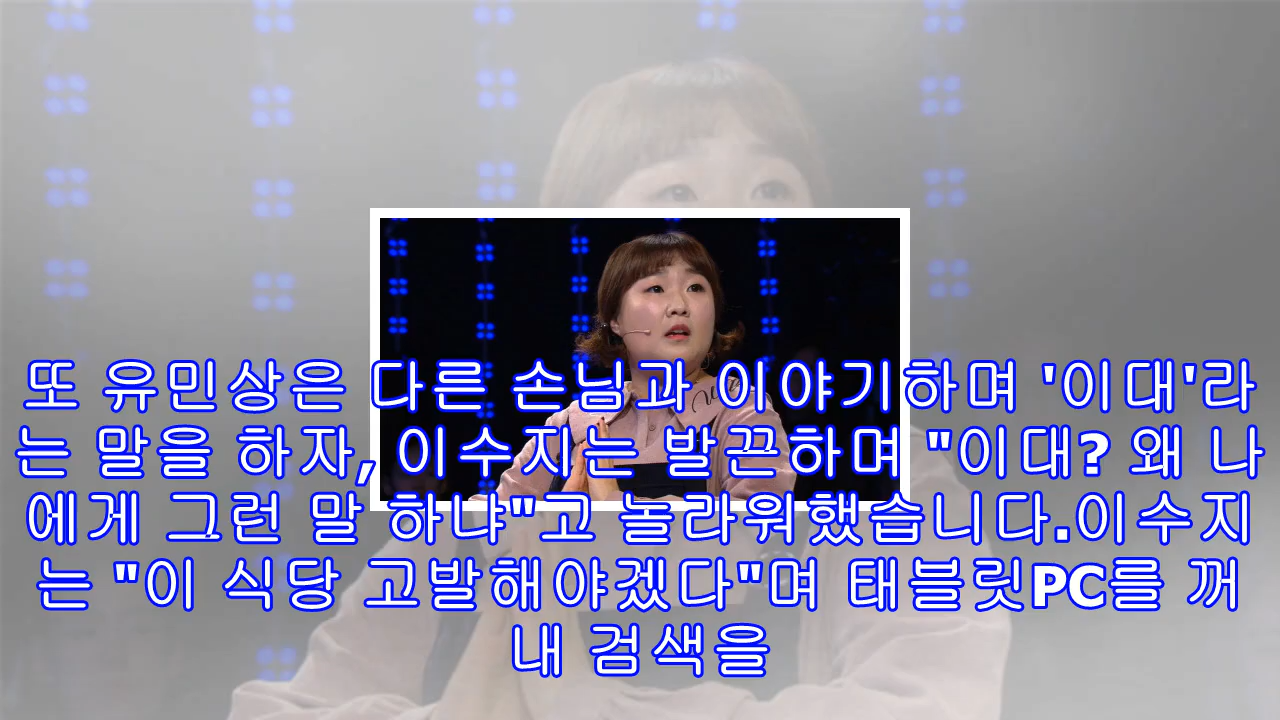 또 유민상은 다른 손님과 이야기하며 '이대'라
는 말을 하자, 이수지는 발끈하며 "이대? 왜 나
에게 그런 말 하냐"고 놀라워했습니다.이수지
는 "이 식당 고발해야겠다"며 태블릿PC를 꺼
내 검색을